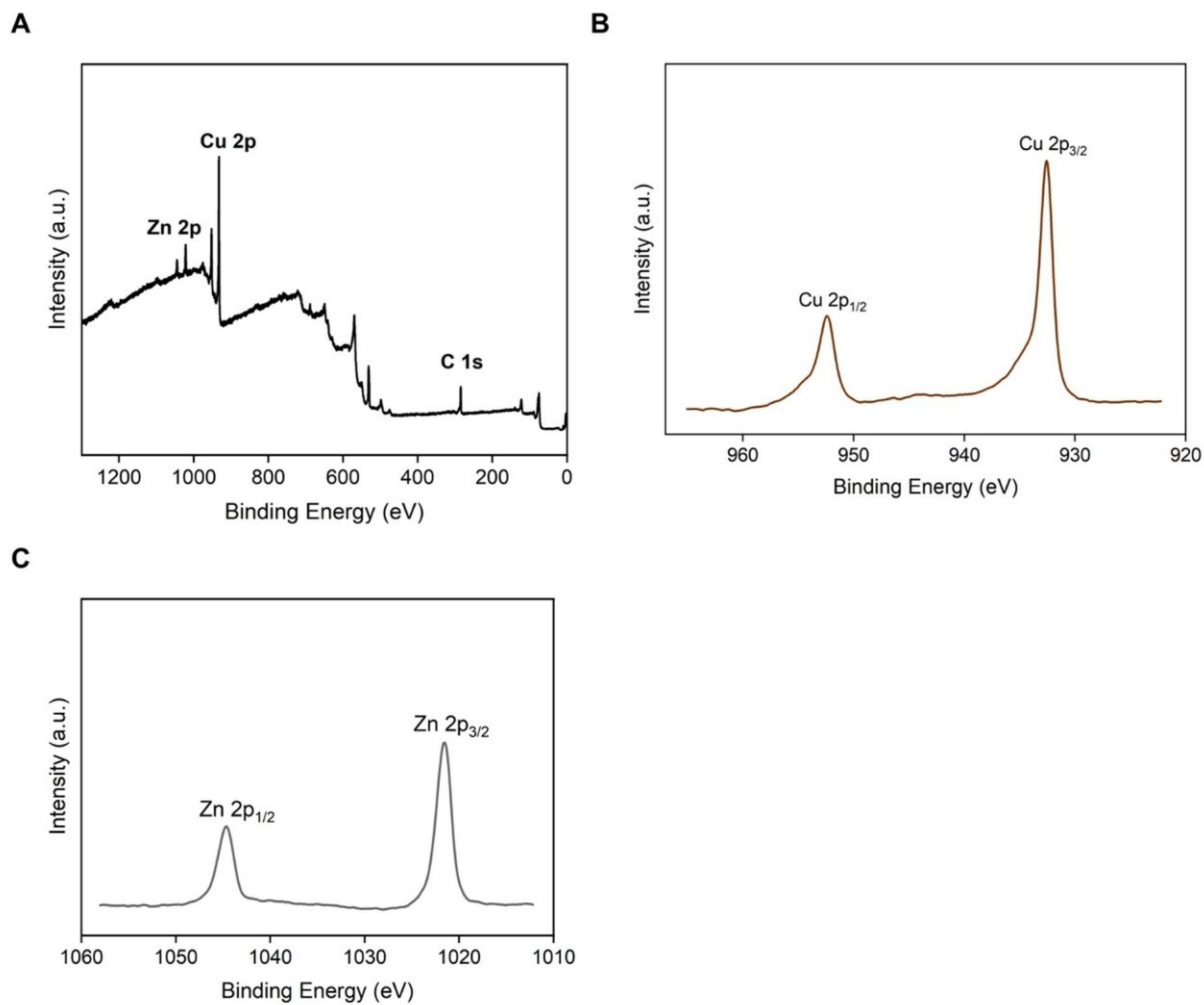 A
B
Cu 2p
Zn 2p
C 1s
Intensity (a.u.)
1200 1000 800 600 400 200 0
Binding Energy (eV)
Cu 2p3/2
Cu 2p1/2
Intensity (a.u.)
960 950 940 930 920
Binding Energy (eV)
C
Zn 2p3/2
Zn 2p1/2
Intensity (a.u.)
1060 1050 1040 1030 1020 1010
Binding Energy (eV)